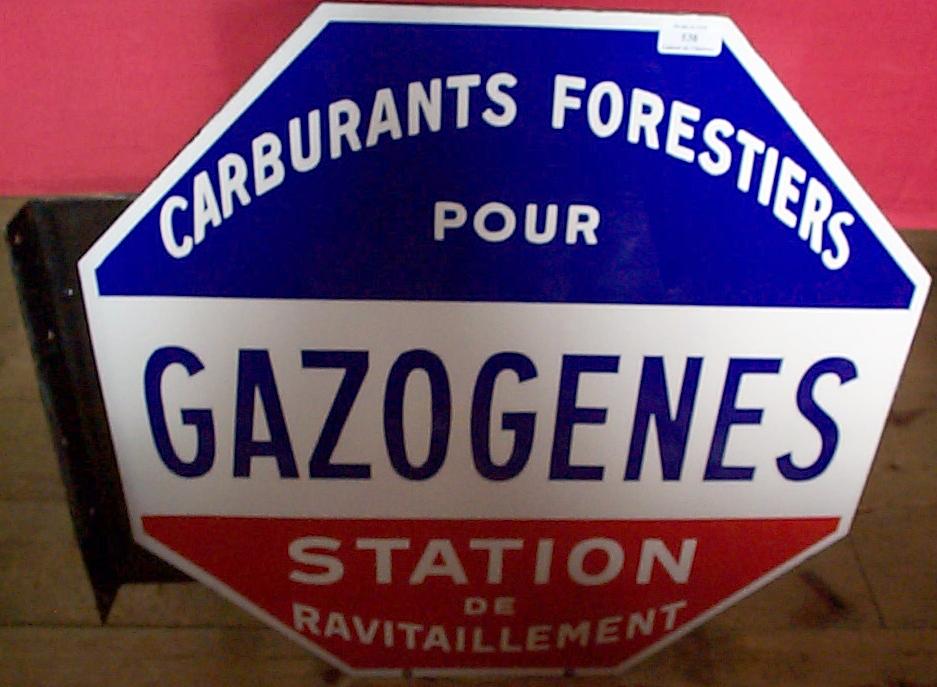 CARBURANTS FORESTIERS
POUR
GAZOGENES
STATION
DE
RAVITAILLEMENT